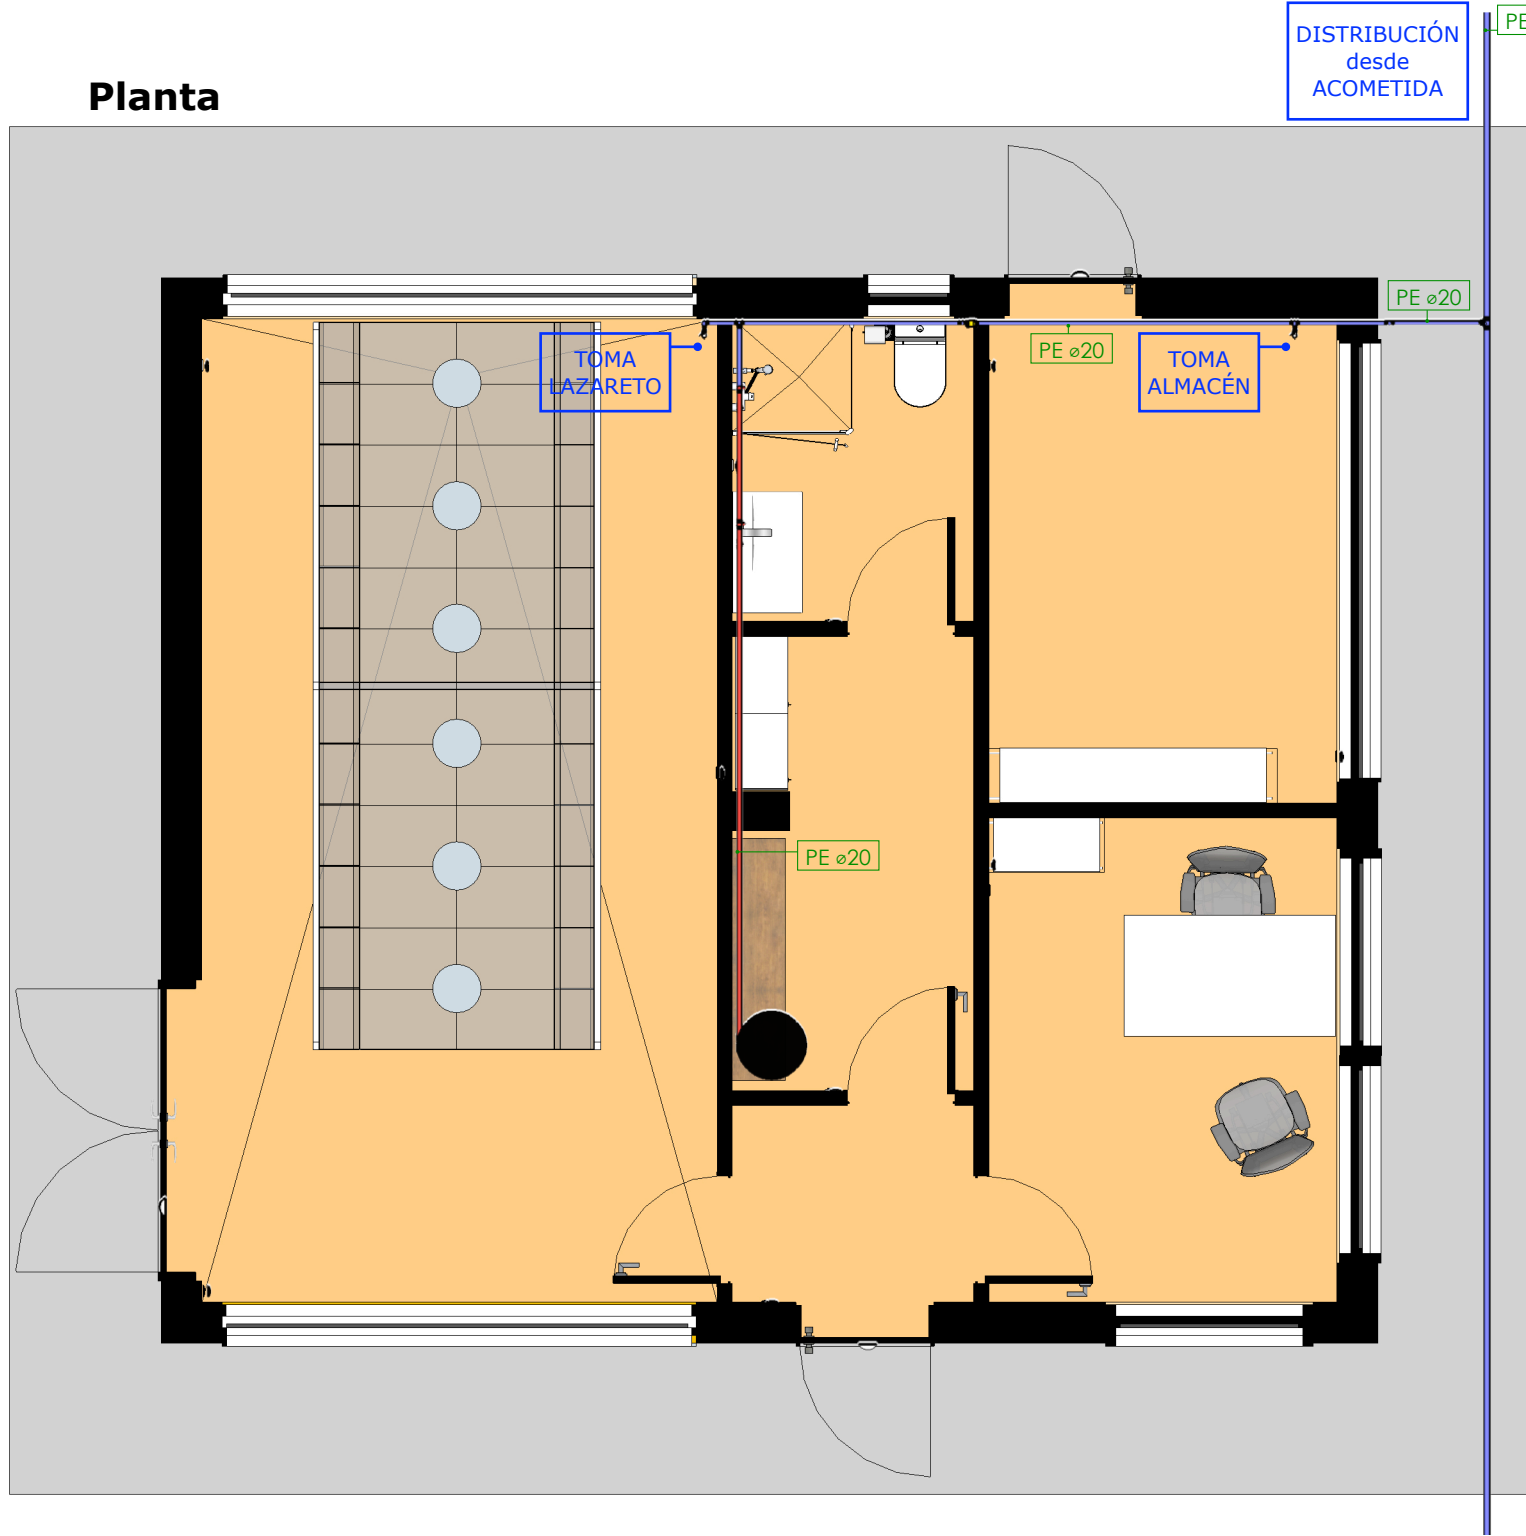 PE
DISTRIBUCIÓN
desde
ACOMETIDA
Planta
PE ⌀20
PE ⌀20
TOMA
LAZARETO
TOMA
ALMACÉN
PE ⌀20